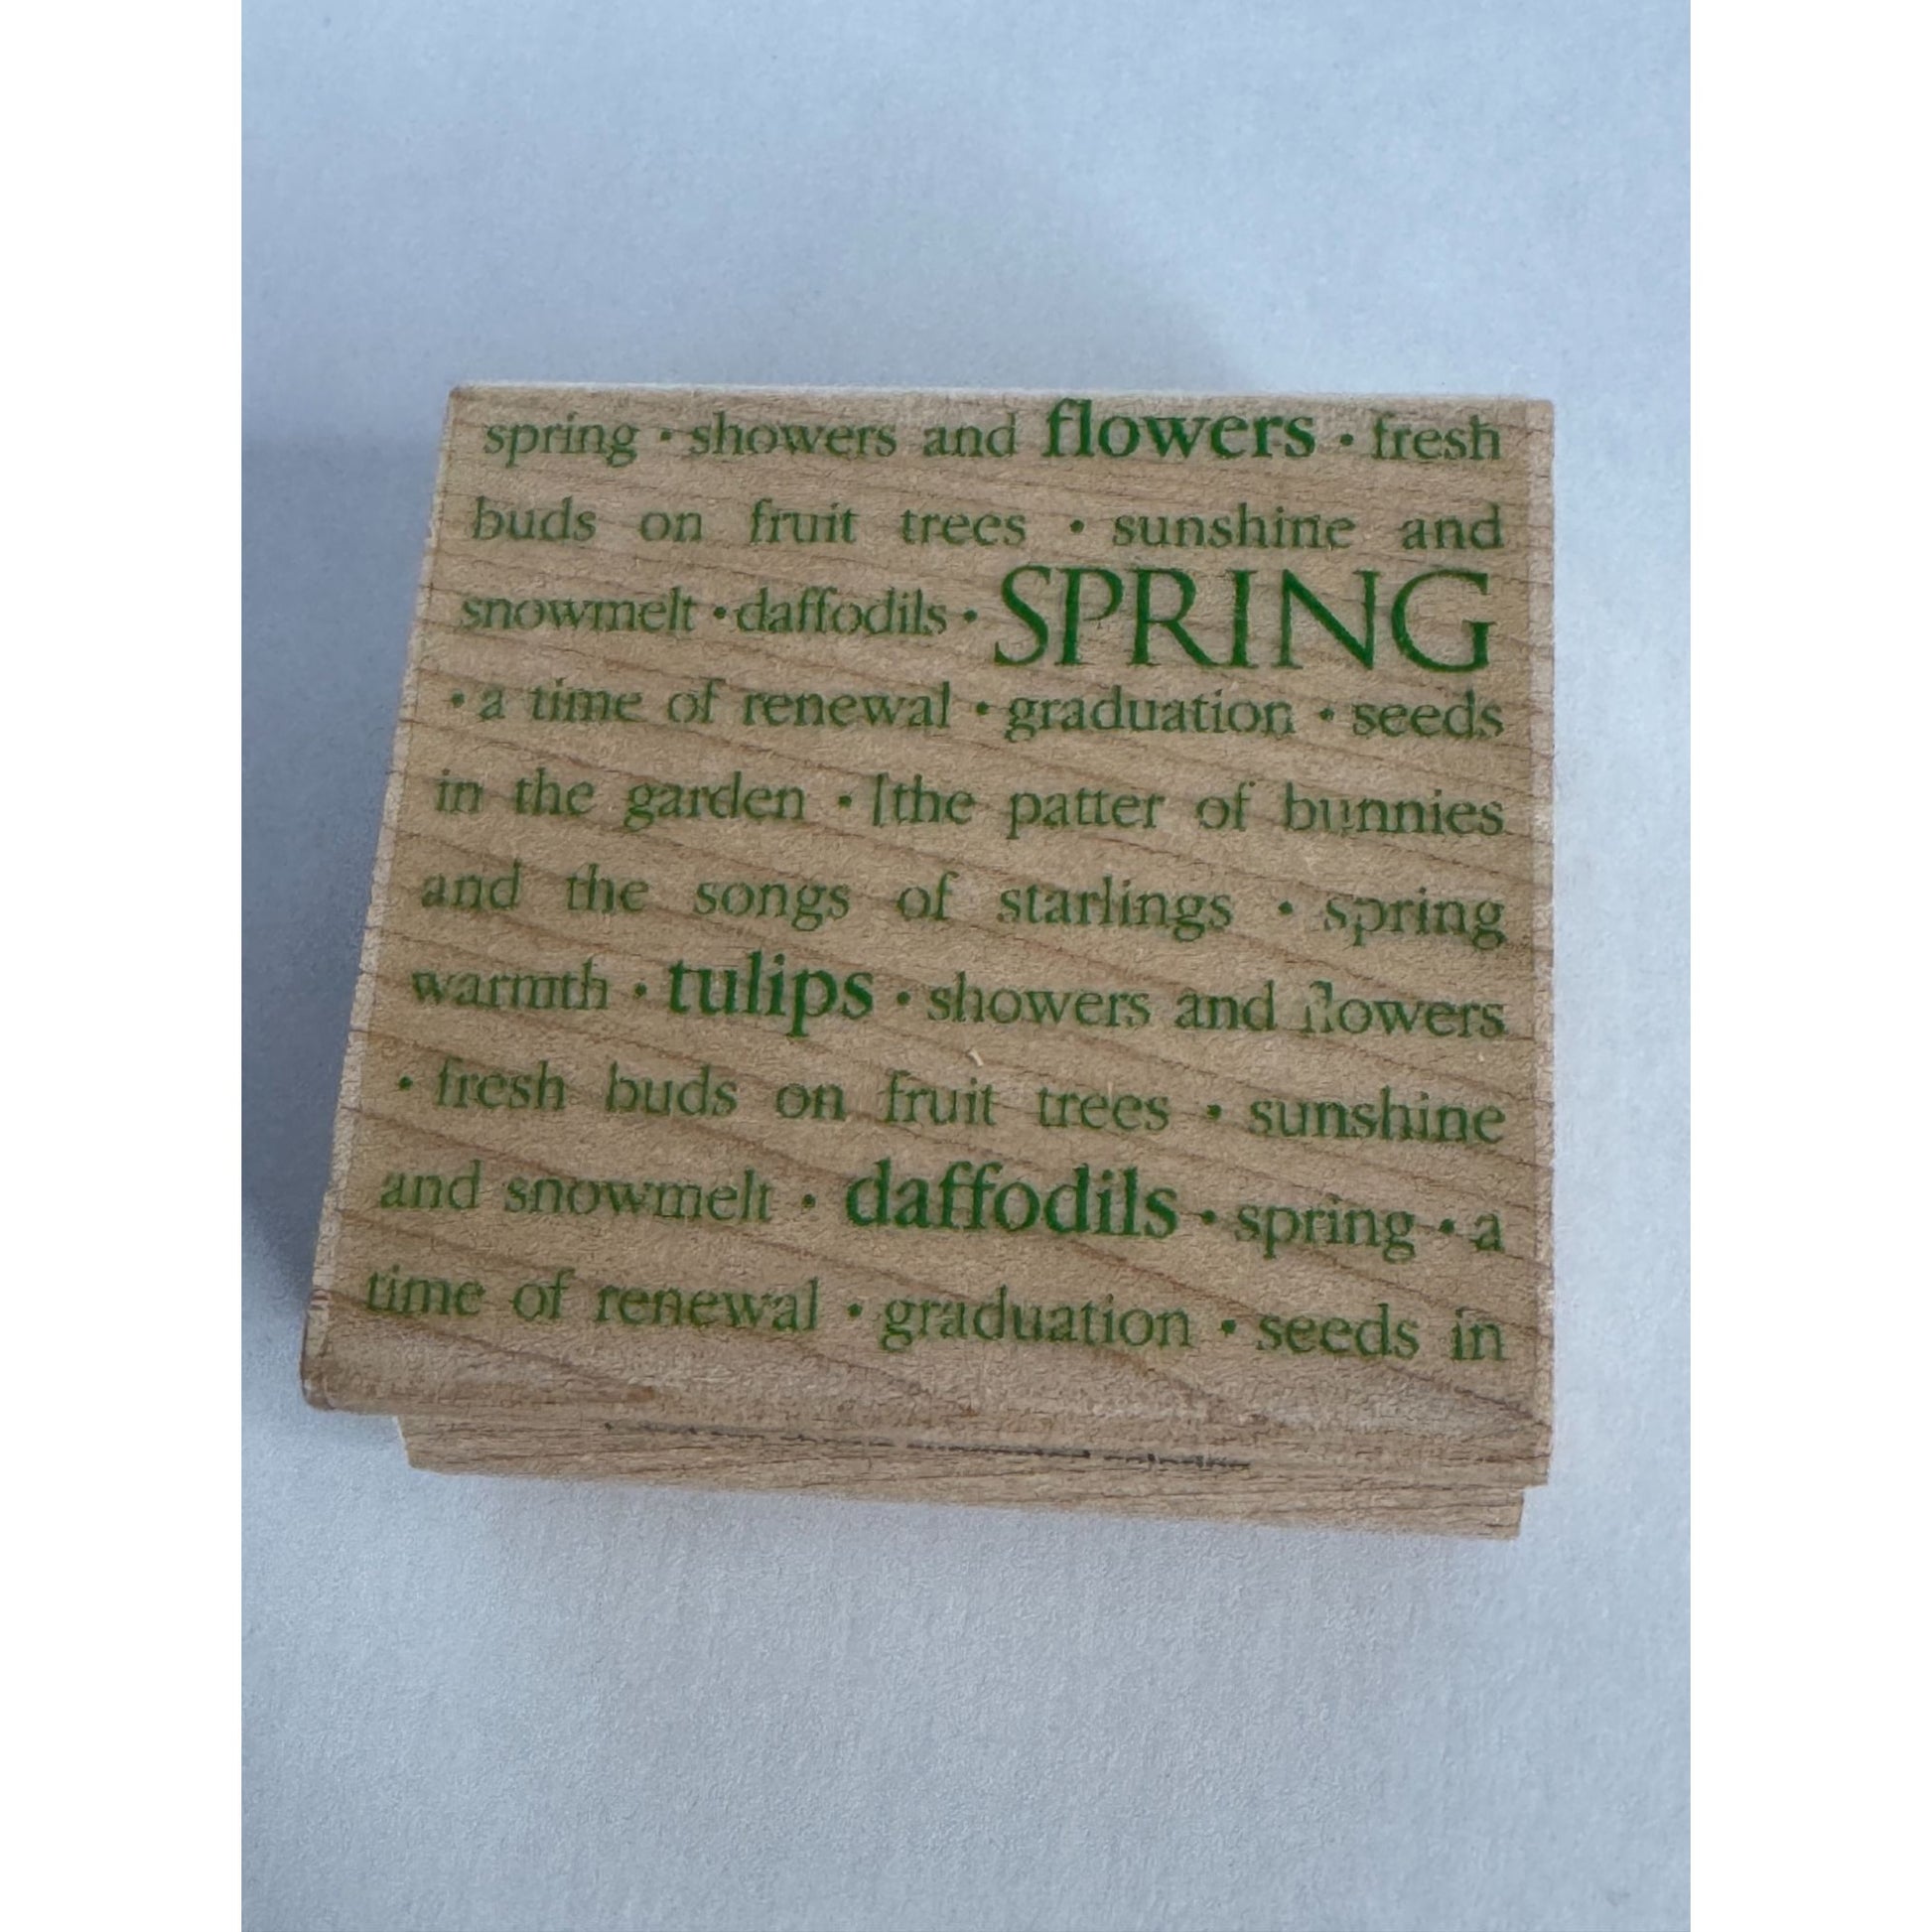 spring • showers and flowers • fresh
buds on fruit trees • sunshine and
snowmelt • daffodils • SPRING
• a time of renewal • graduation • seeds
in the garden • [the patter of bunnies
and the songs of starlings • spring
warmth • tulips • showers and flowers
• fresh buds on fruit trees • sunshine
and snowmelt • daffodils • spring • a
time of renewal • graduation • seeds in